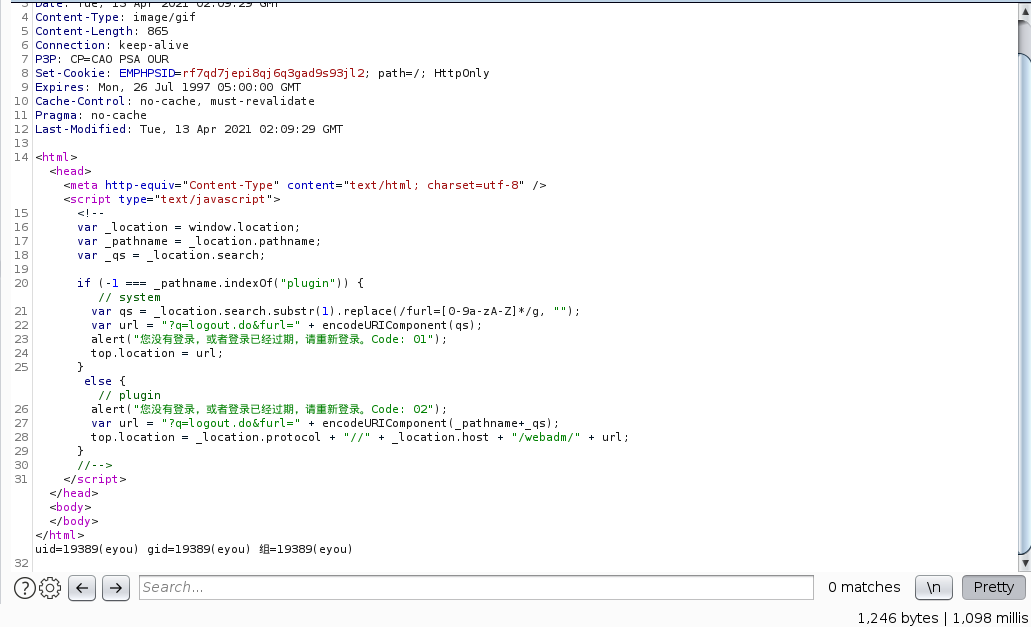 3 Date: Tue, 13 Apr 2021 02:09:29 GMT
4 Content-Type: image/gif
5 Content-Length: 865
6 Connection: keep-alive
7 P3P: CP=CAO PSA OUR
8 Set-Cookie: EMPHPSID=rf7qd7jepi8qj6q3gad9s93jl2; path=/; HttpOnly
9 Expires: Mon, 26 Jul 1997 05:00:00 GMT
10 Cache-Control: no-cache, must-revalidate
11 Pragma: no-cache
12 Last-Modified: Tue, 13 Apr 2021 02:09:29 GMT
13
14 <html>
<head>
<meta http-equiv="Content-Type" content="text/html; charset=utf-8" />
<script type="text/javascript">
15 <!--
16 var _location = window.location;
17 var _pathname = _location.pathname;
18 var _qs = _location.search;
19
20 if (-1 === _pathname.indexOf("plugin")) {
// system
21 var qs = _location.search.substr(1).replace(/furl=[0-9a-zA-Z]*/g, "");
22 var url = "?q=logout.do&furl=" + encodeURIComponent(qs);
23 alert("您没有登录，或者登录已经过期，请重新登录。Code: 01");
24 top.location = url;
25 }
else {
// plugin
26 alert("您没有登录，或者登录已经过期，请重新登录。Code: 02");
27 var url = "?q=logout.do&furl=" + encodeURIComponent(_pathname+_qs);
28 top.location = _location.protocol + "//" + _location.host + "/webadm/" + url;
29 }
30 //-->
31 </script>
</head>
<body>
</body>
</html>
uid=19389(eyou) gid=19389(eyou) 组=19389(eyou)
32
? ← → Search... 0 matches \n Pretty
1,246 bytes | 1,098 millis